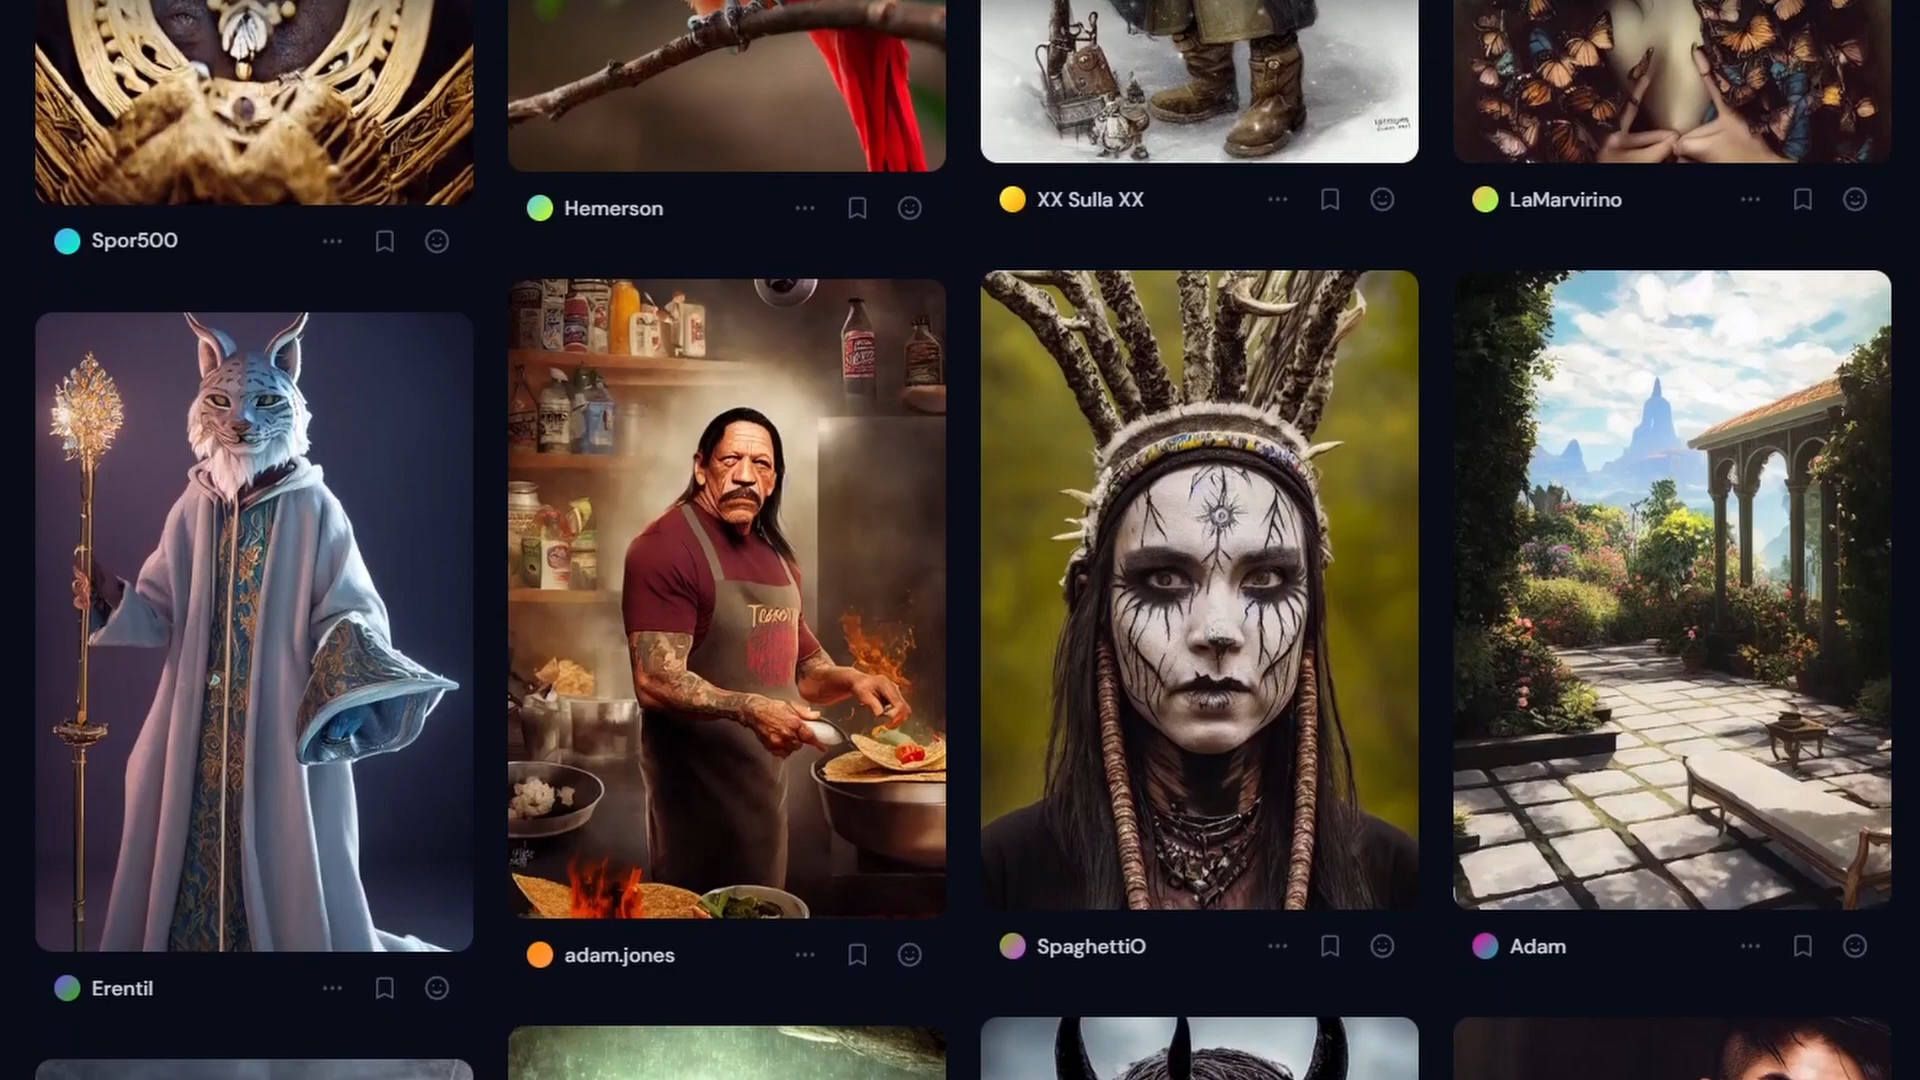 Spor500
Hemerson
XX Sulla XX
LaMarvirino
Erentil
adam.jones
SpaghettiO
Adam